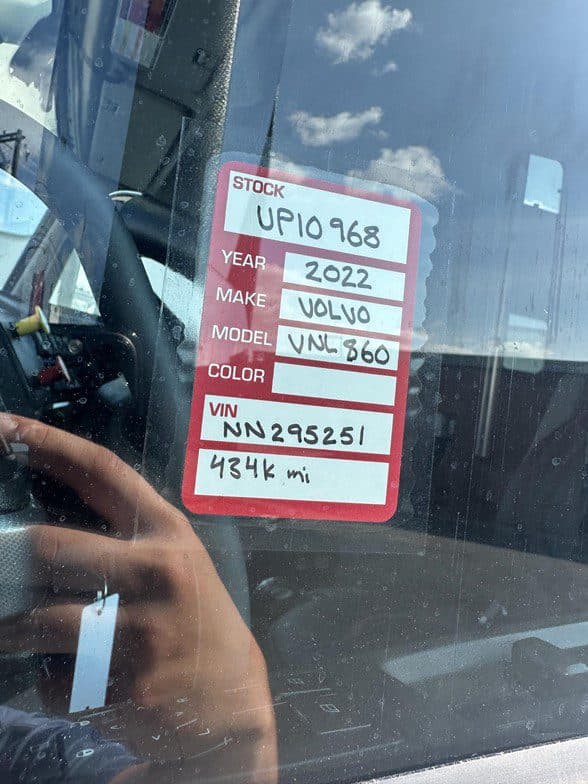 STOCK
UP10968
YEAR 2022
MAKE VOLVO
MODEL VNL860
COLOR
VIN
NN295251
434K mi